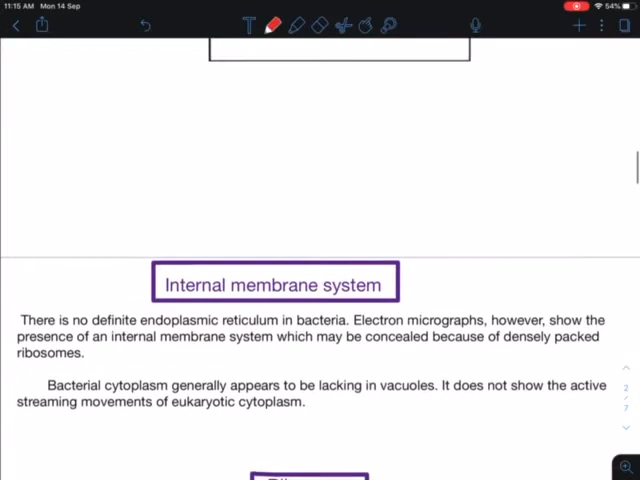 11:15 AM Mon 14 Sep
54%
T
Internal membrane system
There is no definite endoplasmic reticulum in bacteria. Electron micrographs, however, show the
presence of an internal membrane system which may be concealed because of densely packed
ribosomes.
Bacterial cytoplasm generally appears to be lacking in vacuoles. It does not show the active
streaming movements of eukaryotic cytoplasm.
2
/
7